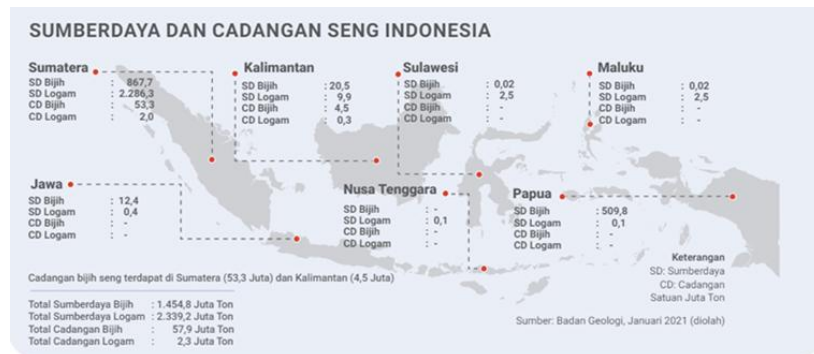 SUMBERDAYA DAN CADANGAN SENG INDONESIA
Sumatera
SD Bijih : 867,7
SD Logam : 2.286,3
CD Bijih : 53,3
CD Logam : 2,0
Kalimantan
SD Bijih : 20,5
SD Logam : 9,9
CD Bijih : 4,5
CD Logam : 0,3
Sulawesi
SD Bijih : 0,02
SD Logam : 2,5
CD Bijih : -
CD Logam : -
Maluku
SD Bijih : 0,02
SD Logam : 2,5
CD Bijih : -
CD Logam : -
Jawa
SD Bijih : 12,4
SD Logam : 0,4
CD Bijih : -
CD Logam : -
Nusa Tenggara
SD Bijih : -
SD Logam : 0,1
CD Bijih : -
CD Logam : -
Papua
SD Bijih : 509,8
SD Logam : 0,1
CD Bijih : -
CD Logam : -
Keterangan
SD: Sumberdaya
CD: Cadangan
Satuan Juta Ton
Cadangan bijih seng terdapat di Sumatera (53,3 Juta) dan Kalimantan (4,5 Juta)
Total Sumberdaya Bijih : 1.454,8 Juta Ton
Total Sumberdaya Logam : 2.339,2 Juta Ton
Total Cadangan Bijih : 57,9 Juta Ton
Total Cadangan Logam : 2,3 Juta Ton
Sumber: Badan Geologi, Januari 2021 (diolah)